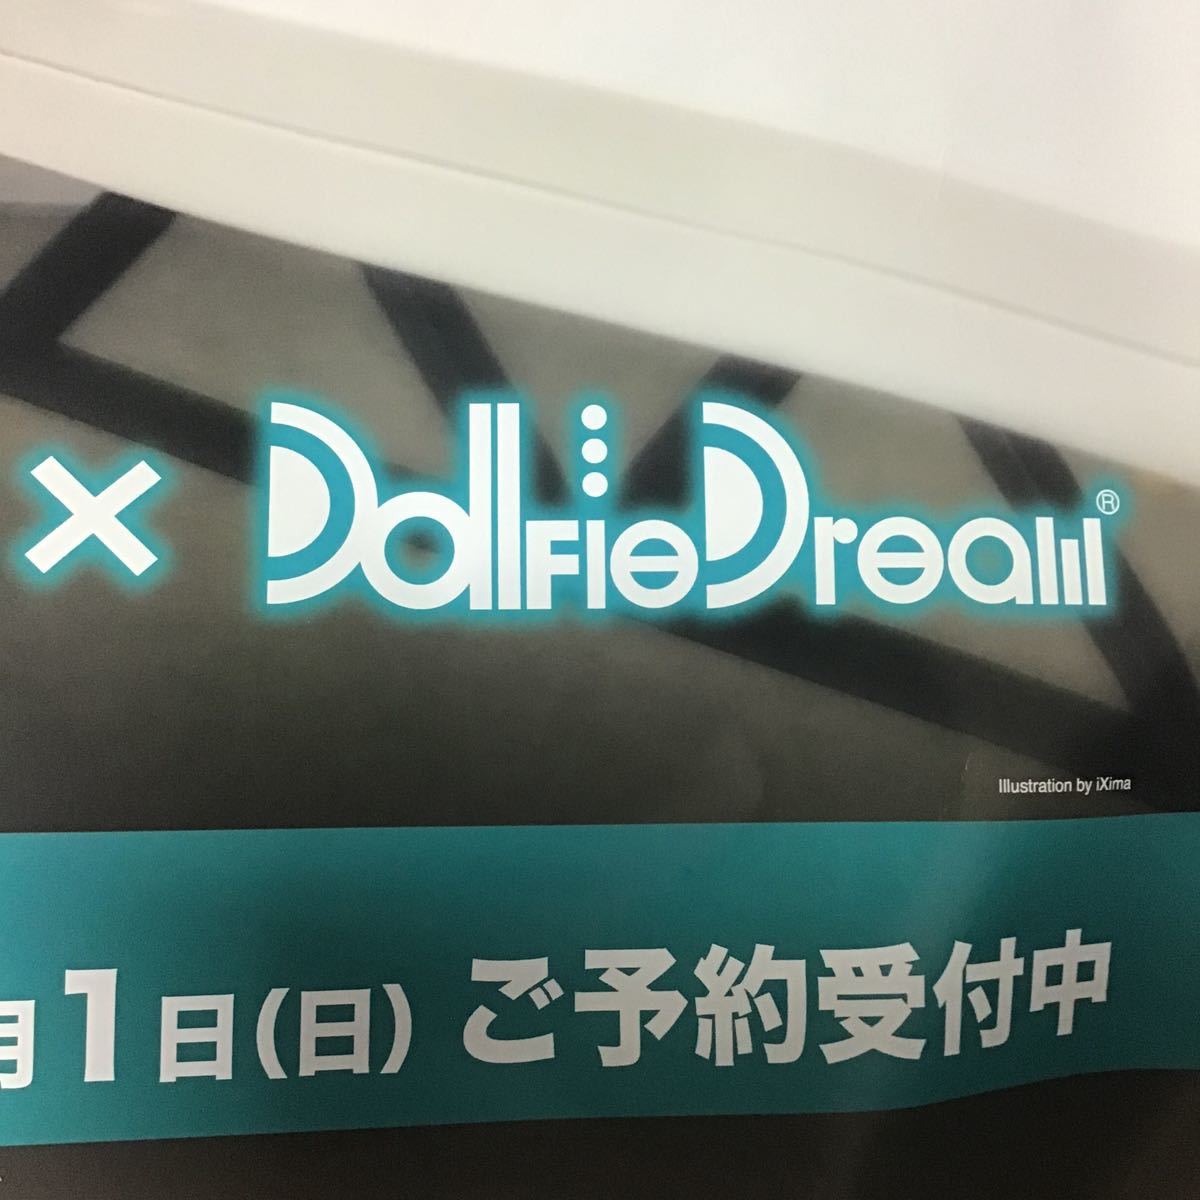 × DollfieDream®
Illustration by iXima
月1日(日) ご予約受付中